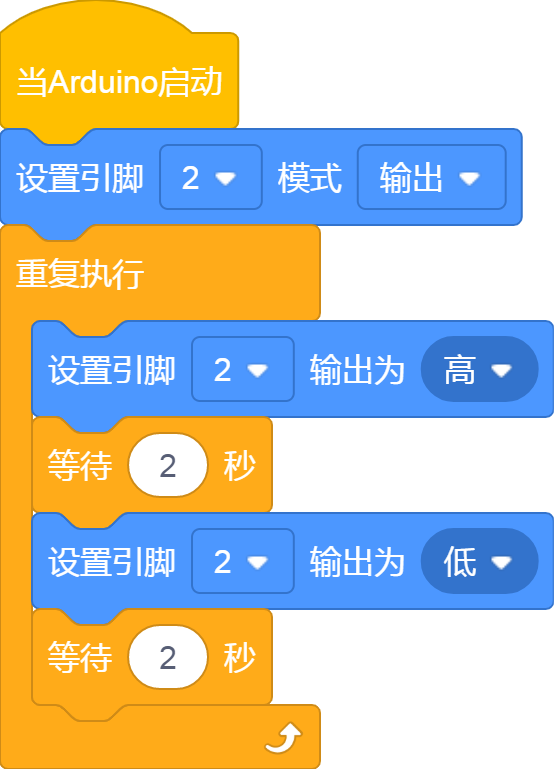 当Arduino启动
设置引脚 2 模式 输出
重复执行
设置引脚 2 输出为 高
等待 2 秒
设置引脚 2 输出为 低
等待 2 秒